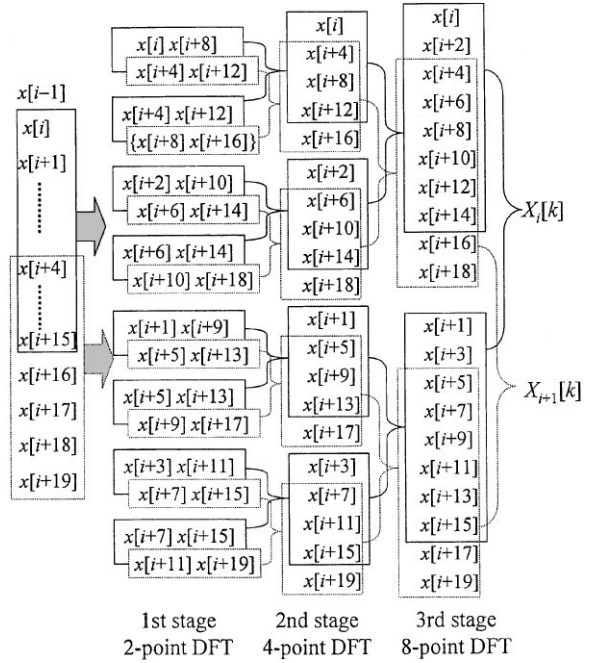 x[i−1]
x[i]
x[i+1]
x[i+4]
x[i+15]
x[i+16]
x[i+17]
x[i+18]
x[i+19]
x[i] x[i+8]
x[i+4] x[i+12]
x[i+4] x[i+12]
{x[i+8] x[i+16]}
x[i+2] x[i+10]
x[i+6] x[i+14]
x[i+6] x[i+14]
x[i+10] x[i+18]
x[i+1] x[i+9]
x[i+5] x[i+13]
x[i+5] x[i+13]
x[i+9] x[i+17]
x[i+3] x[i+11]
x[i+7] x[i+15]
x[i+7] x[i+15]
x[i+11] x[i+19]
1st stage
2-point DFT
x[i]
x[i+4]
x[i+8]
x[i+12]
x[i+16]
x[i+2]
x[i+6]
x[i+10]
x[i+14]
x[i+18]
x[i+1]
x[i+5]
x[i+9]
x[i+13]
x[i+17]
x[i+3]
x[i+7]
x[i+11]
x[i+15]
x[i+19]
2nd stage
4-point DFT
x[i]
x[i+2]
x[i+4]
x[i+6]
x[i+8]
x[i+10]
x[i+12]
x[i+14]
x[i+16]
x[i+18]
x[i+1]
x[i+3]
x[i+5]
x[i+7]
x[i+9]
x[i+11]
x[i+13]
x[i+15]
x[i+17]
x[i+19]
3rd stage
8-point DFT
Xi[k]
Xi+1[k]